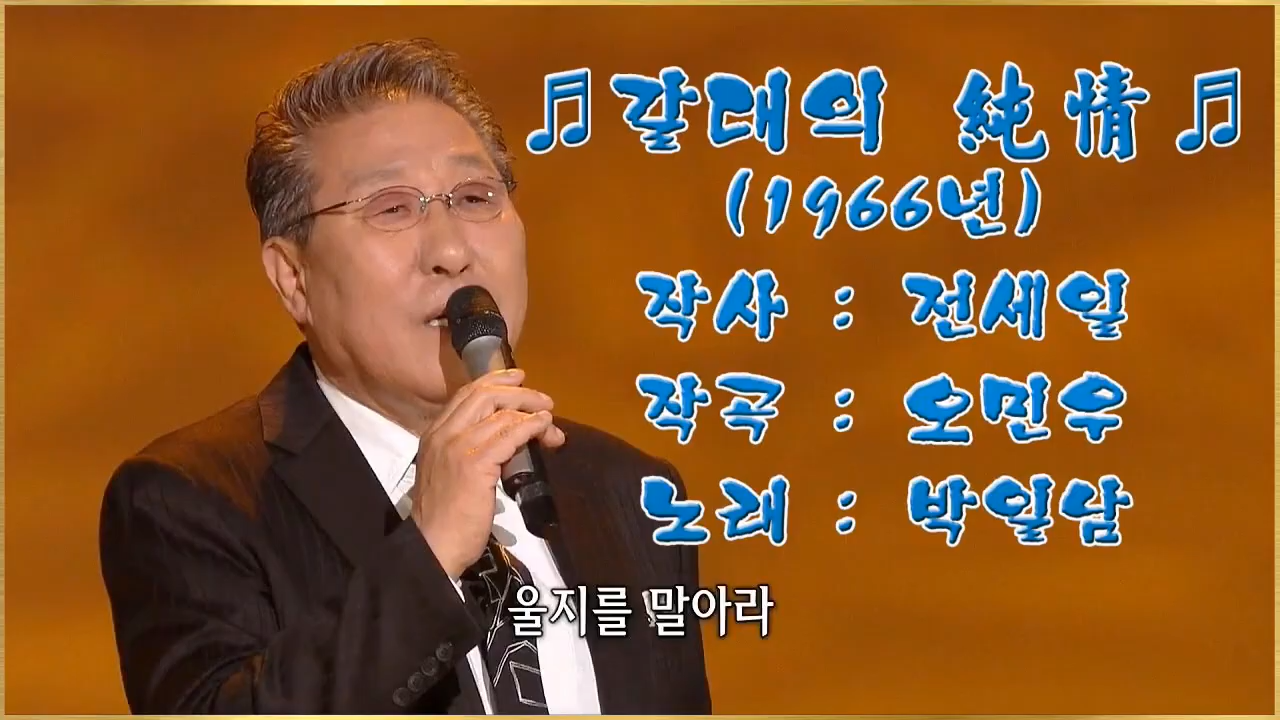 ♬갈대의 純情♬
(1966년)
작사 : 전세일
작곡 : 오민우
노래 : 박일남
울지를 말아라